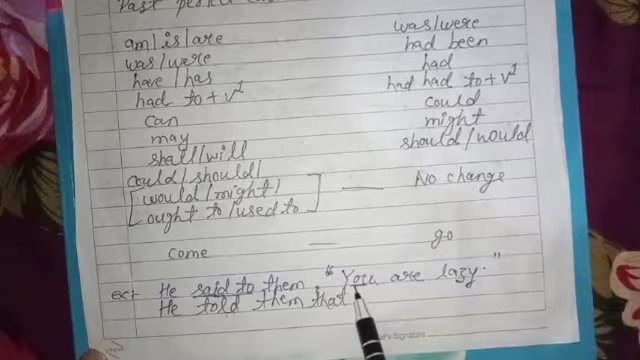 Past perfect
am/is/are was/were
was/were had been
have/has had
had to + V¹ had had to + V¹
can could
may might
shall/will should/would
could/should/
would/might/ — No change
ought to/used to
come — go
ex:- He said to them, "You are lazy."
He told them that
's Signature